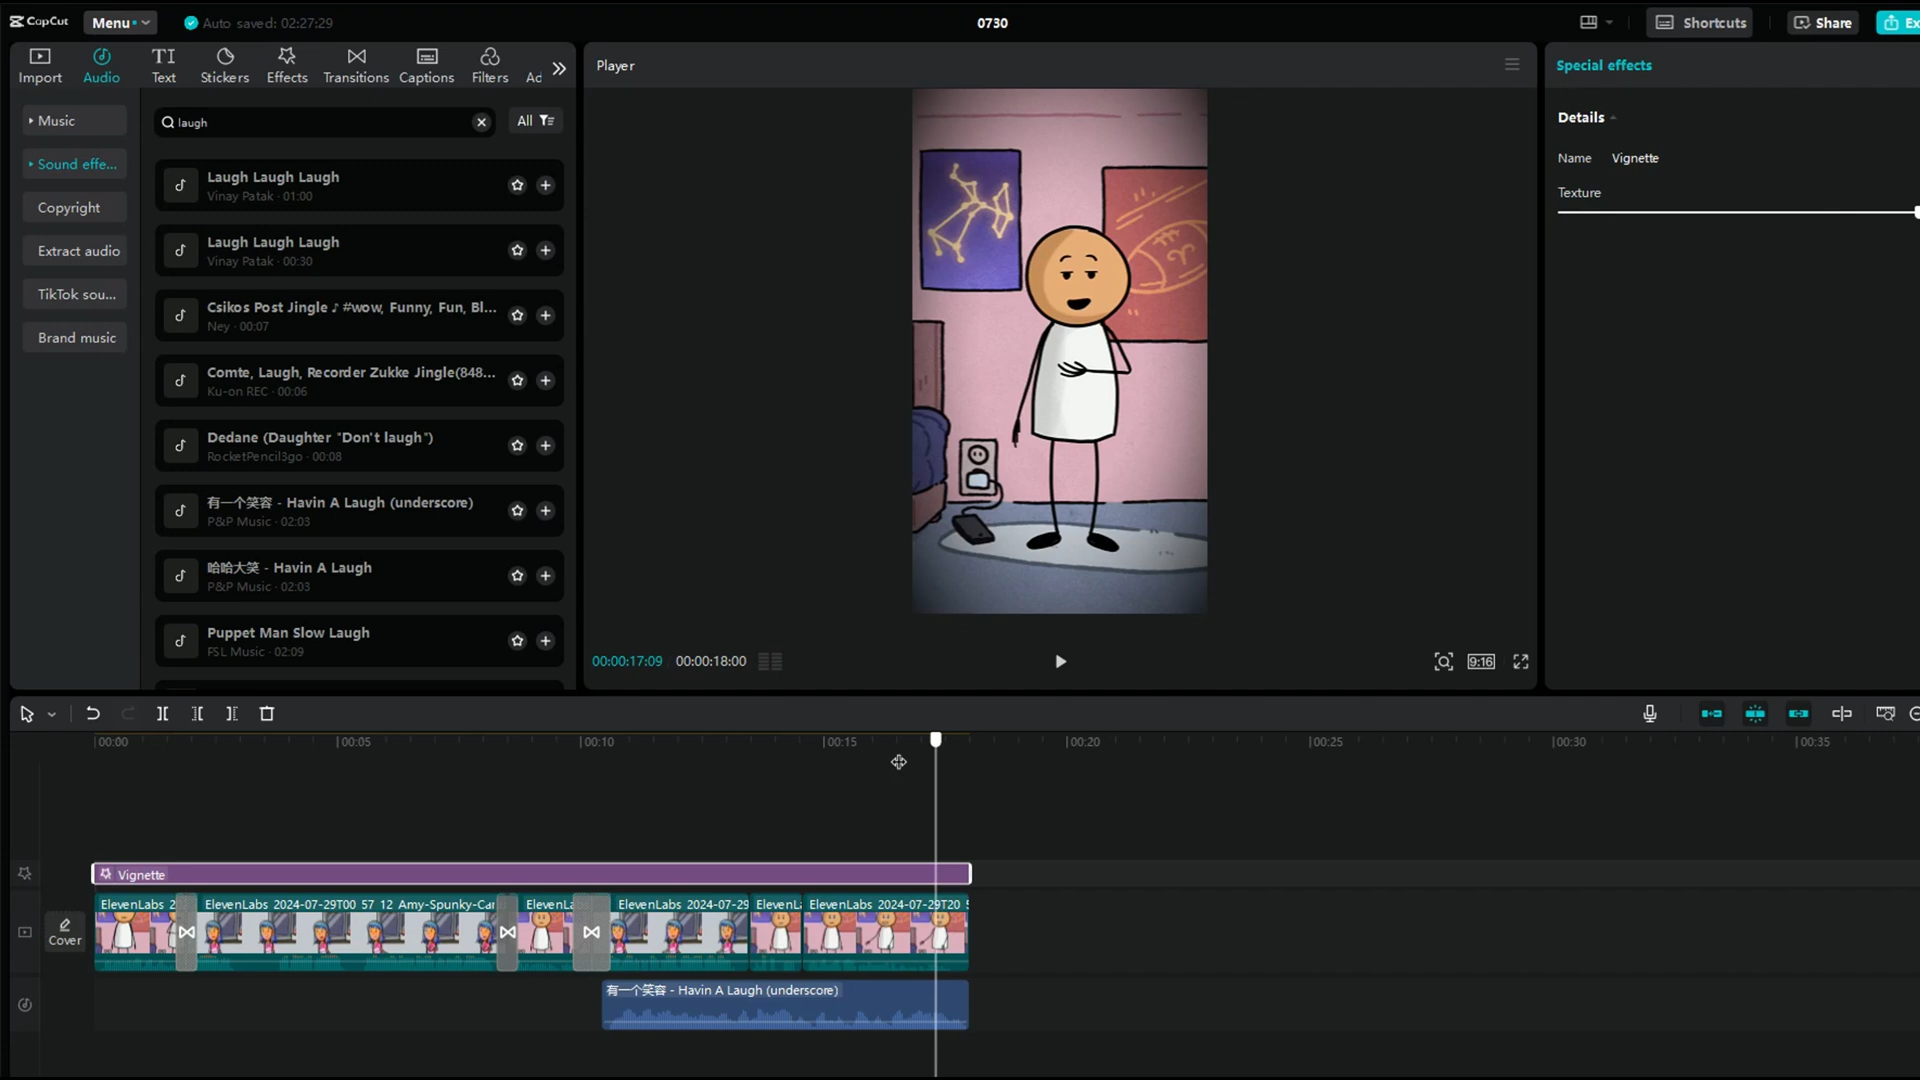 CapCut
Menu
Auto saved: 02:27:29
0730
Shortcuts
Share
Ex
Import
Audio
Text
Stickers
Effects
Transitions
Captions
Filters
Ad
Player
Special effects
Music
Sound effe...
Copyright
Extract audio
TikTok sou...
Brand music
laugh
All
Laugh Laugh Laugh
Vinay Patak · 01:00
Laugh Laugh Laugh
Vinay Patak · 00:30
Csikos Post Jingle ♪ #wow, Funny, Fun, Bl...
Ney · 00:07
Comte, Laugh, Recorder Zukke Jingle(848...
Ku-on REC · 00:06
Dedane (Daughter "Don't laugh")
RocketPencil3go · 00:08
有一个笑容 - Havin A Laugh (underscore)
P&P Music · 02:03
哈哈大笑 - Havin A Laugh
P&P Music · 02:03
Puppet Man Slow Laugh
FSL Music · 02:09
Details
Name Vignette
Texture
00:00:17:09 00:00:18:00
9:16
00:00
00:05
00:10
00:15
00:20
00:25
00:30
00:35
Vignette
Cover
ElevenLabs 2
ElevenLabs 2024-07-29T00 57 12 Amy-Spunky-Car
ElevenLabs
ElevenLabs 2024-07-29
ElevenL
ElevenLabs 2024-07-29T20 5
有一个笑容 - Havin A Laugh (underscore)